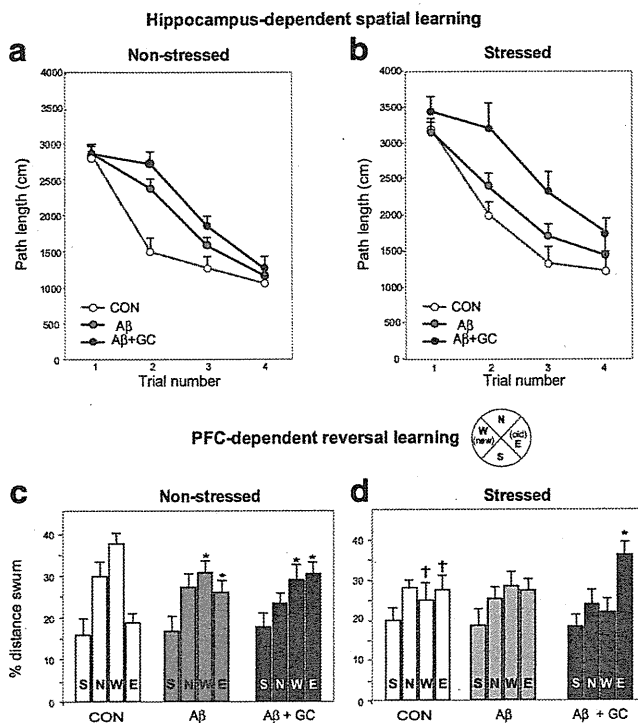 Hippocampus-dependent spatial learning
a
Non-stressed
b
Stressed
4000
3500
3000
2500
2000
1500
1000
500
0
Path length (cm)
CON
Aβ
Aβ+GC
1 2 3 4
Trial number
4000
3500
3000
2500
2000
1500
1000
500
0
Path length (cm)
CON
Aβ
Aβ+GC
1 2 3 4
Trial number
PFC-dependent reversal learning
N
W (new)
(old) E
S
c
Non-stressed
d
Stressed
40
30
20
10
0
% distance swum
* * * *
S N W E
S N W E
S N W E
CON Aβ Aβ + GC
40
30
20
10
0
† † *
S N W E
S N W E
S N W E
CON Aβ Aβ + GC